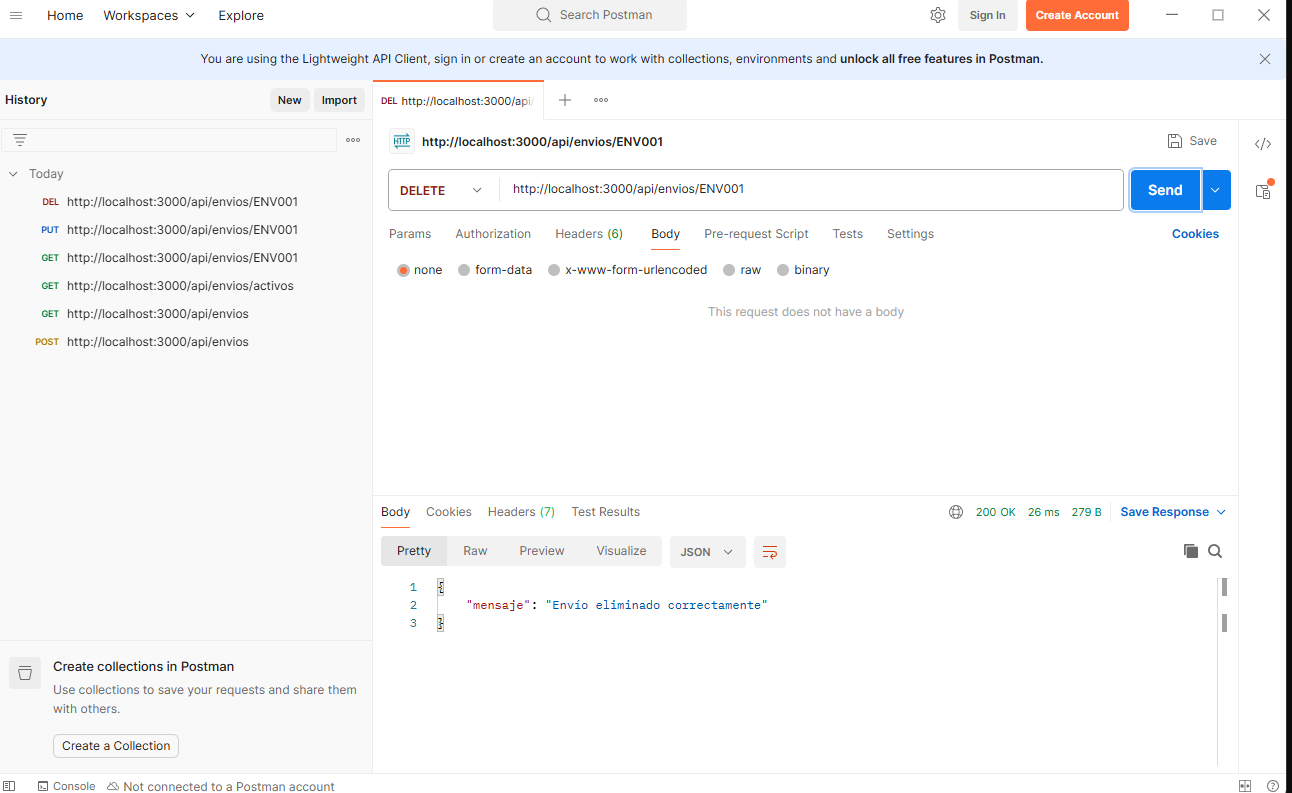 Home Workspaces Explore Search Postman Sign In Create Account
You are using the Lightweight API Client, sign in or create an account to work with collections, environments and unlock all free features in Postman.
History New Import
DEL http://localhost:3000/api/
Today
DEL http://localhost:3000/api/envios/ENV001
PUT http://localhost:3000/api/envios/ENV001
GET http://localhost:3000/api/envios/ENV001
GET http://localhost:3000/api/envios/activos
GET http://localhost:3000/api/envios
POST http://localhost:3000/api/envios
Create collections in Postman
Use collections to save your requests and share them
with others.
Create a Collection
HTTP http://localhost:3000/api/envios/ENV001 Save
DELETE http://localhost:3000/api/envios/ENV001 Send
Params Authorization Headers (6) Body Pre-request Script Tests Settings Cookies
none form-data x-www-form-urlencoded raw binary
This request does not have a body
Body Cookies Headers (7) Test Results 200 OK 26 ms 279 B Save Response
Pretty Raw Preview Visualize JSON
1 {
2 "mensaje": "Envío eliminado correctamente"
3 }
Console Not connected to a Postman account